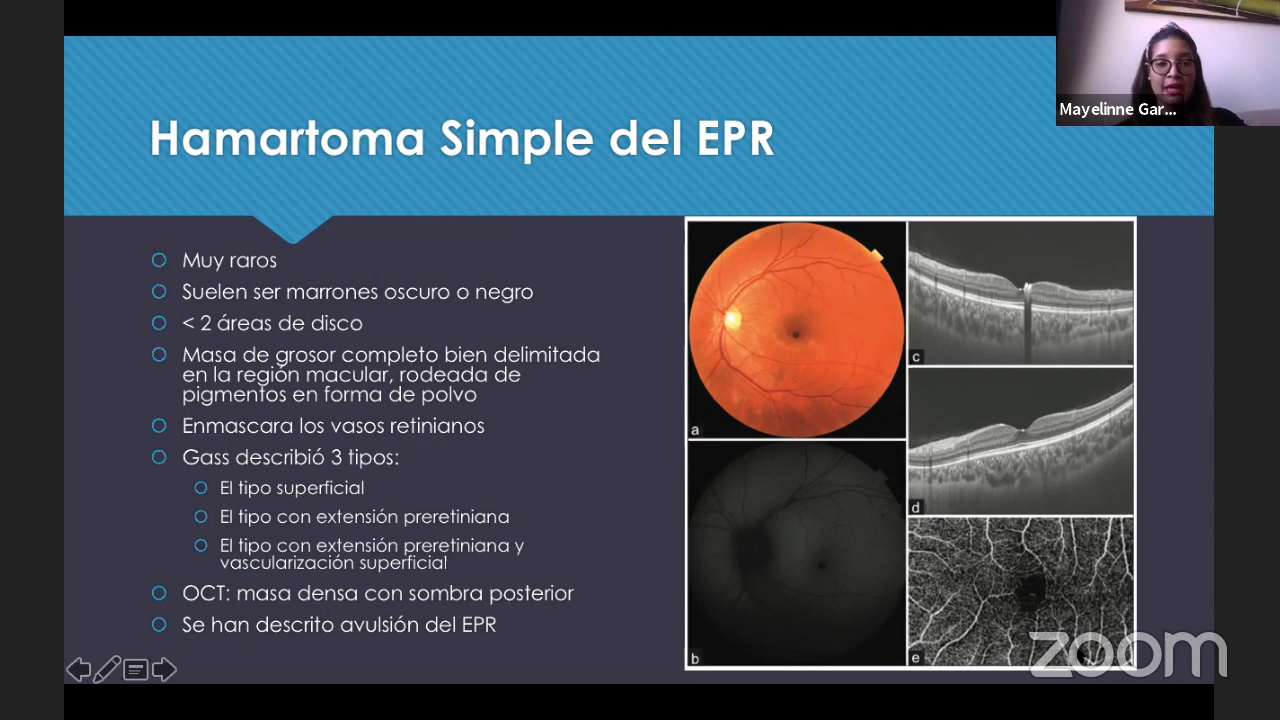 Mayelinne Gar...
Hamartoma Simple del EPR
Muy raros
Suelen ser marrones oscuro o negro
< 2 áreas de disco
Masa de grosor completo bien delimitada
en la región macular, rodeada de
pigmentos en forma de polvo
Enmascara los vasos retinianos
Gass describió 3 tipos:
El tipo superficial
El tipo con extensión preretiniana
El tipo con extensión preretiniana y
vascularización superficial
OCT: masa densa con sombra posterior
Se han descrito avulsión del EPR
a
b
c
d
e
zoom